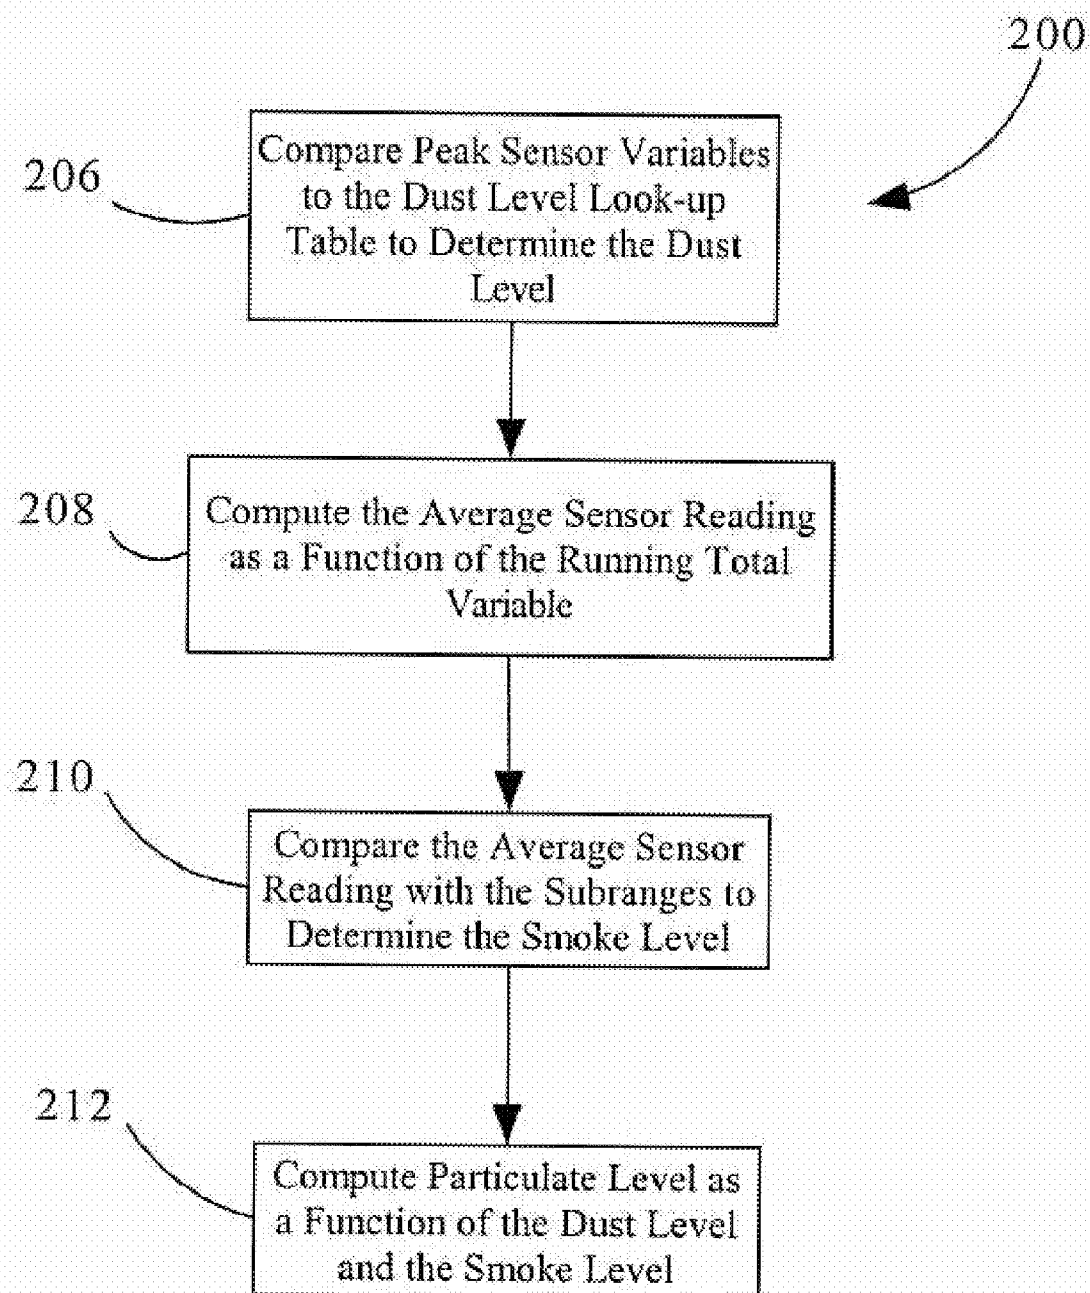 200
206
Compare Peak Sensor Variables
to the Dust Level Look-up
Table to Determine the Dust
Level
208
Compute the Average Sensor Reading
as a Function of the Running Total
Variable
210
Compare the Average Sensor
Reading with the Subranges to
Determine the Smoke Level
212
Compute Particulate Level as
a Function of the Dust Level
and the Smoke Level